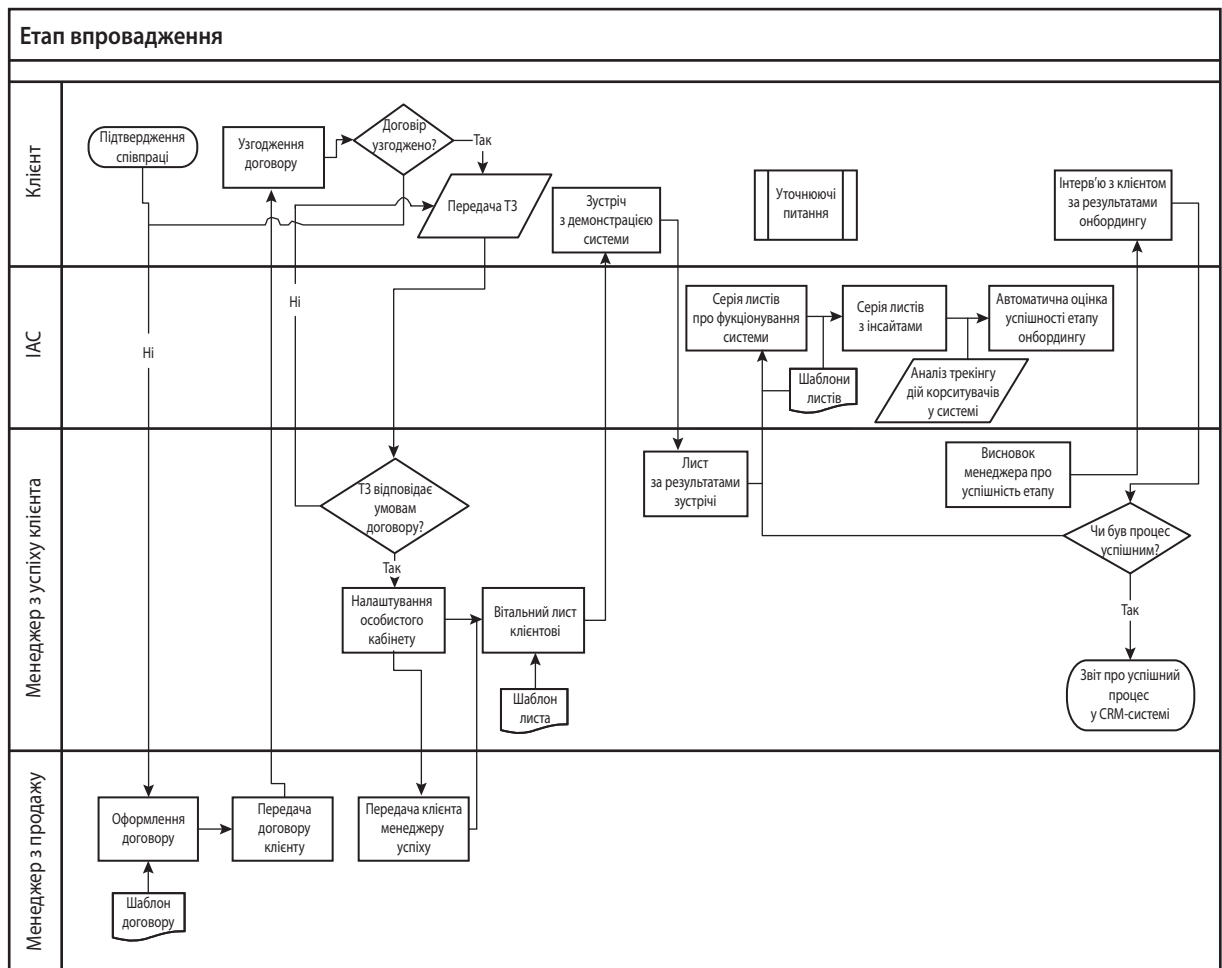 Етап впровадження
Клієнт
Підтвердження
співпраці
Узгодження
договору
Договір
узгоджено?
Так
Передача ТЗ
Зустріч
з демонстрацією
системи
Уточнюючі
питання
Інтерв'ю з клієнтом
за результатами
онбордингу
ІАС
Ні
Ні
Серія листів
про фукціонування
системи
Серія листів
з інсайтами
Автоматична оцінка
успішності етапу
онбордингу
Шаблони
листів
Аналіз трекінгу
дій корситувачів
у системі
Менеджер з успіху клієнта
ТЗ відповідає
умовам
договору?
Так
Налаштування
особистого
кабінету
Вітальний лист
клієнтові
Шаблон
листа
Лист
за результатами
зустрічі
Висновок
менеджера про
успішність етапу
Чи був процес
успішним?
Так
Звіт про успішний
процес
у CRM-системі
Менеджер з продажу
Оформлення
договору
Передача
договору
клієнту
Передача клієнта
менеджеру
успіху
Шаблон
договору